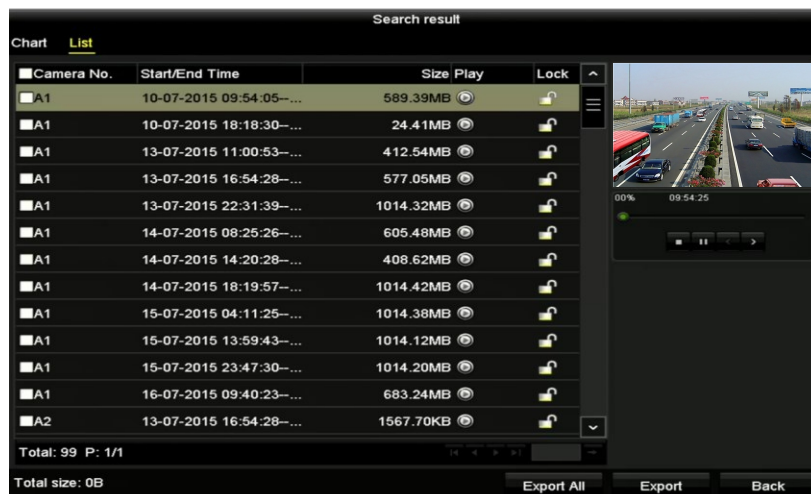 Search result
Chart List
Camera No. Start/End Time Size Play Lock
A1 10-07-2015 09:54:05--... 589.39MB
A1 10-07-2015 18:18:30--... 24.41MB
A1 13-07-2015 11:00:53--... 412.54MB
A1 13-07-2015 16:54:28--... 577.05MB
A1 13-07-2015 22:31:39--... 1014.32MB
A1 14-07-2015 08:25:26--... 605.48MB
A1 14-07-2015 14:20:28--... 408.62MB
A1 14-07-2015 18:19:57--... 1014.42MB
A1 15-07-2015 04:11:25--... 1014.38MB
A1 15-07-2015 13:59:43--... 1014.12MB
A1 15-07-2015 23:47:30--... 1014.20MB
A1 16-07-2015 09:40:23--... 683.24MB
A2 13-07-2015 16:54:28--... 1567.70KB
00% 09:54:25
Total: 99 P: 1/1
Total size: 0B
Export All Export Back